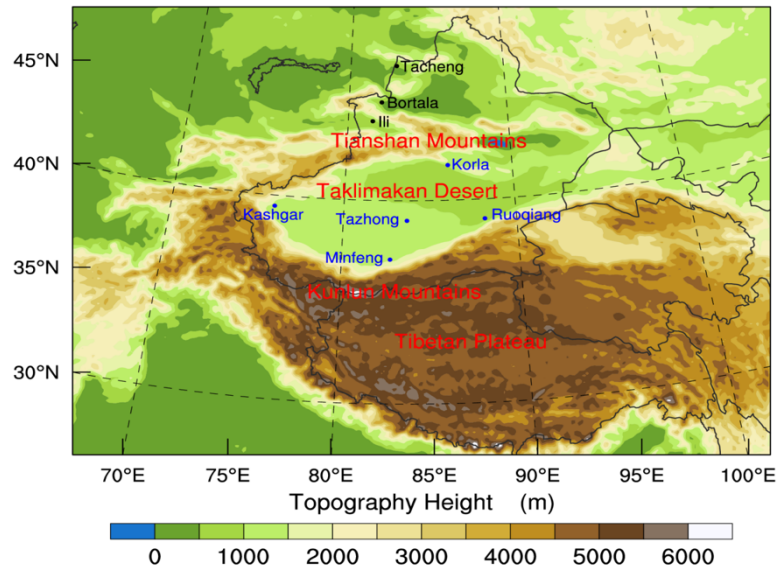 45°N
Tacheng
Bortala
Ili
Tianshan Mountains
40°N
Korla
Taklimakan Desert
Kashgar
Tazhong
Ruoqiang
Minfeng
35°N
Kunlun Mountains
Tibetan Plateau
30°N
70°E 75°E 80°E 85°E 90°E 95°E 100°E
Topography Height (m)
0 1000 2000 3000 4000 5000 6000